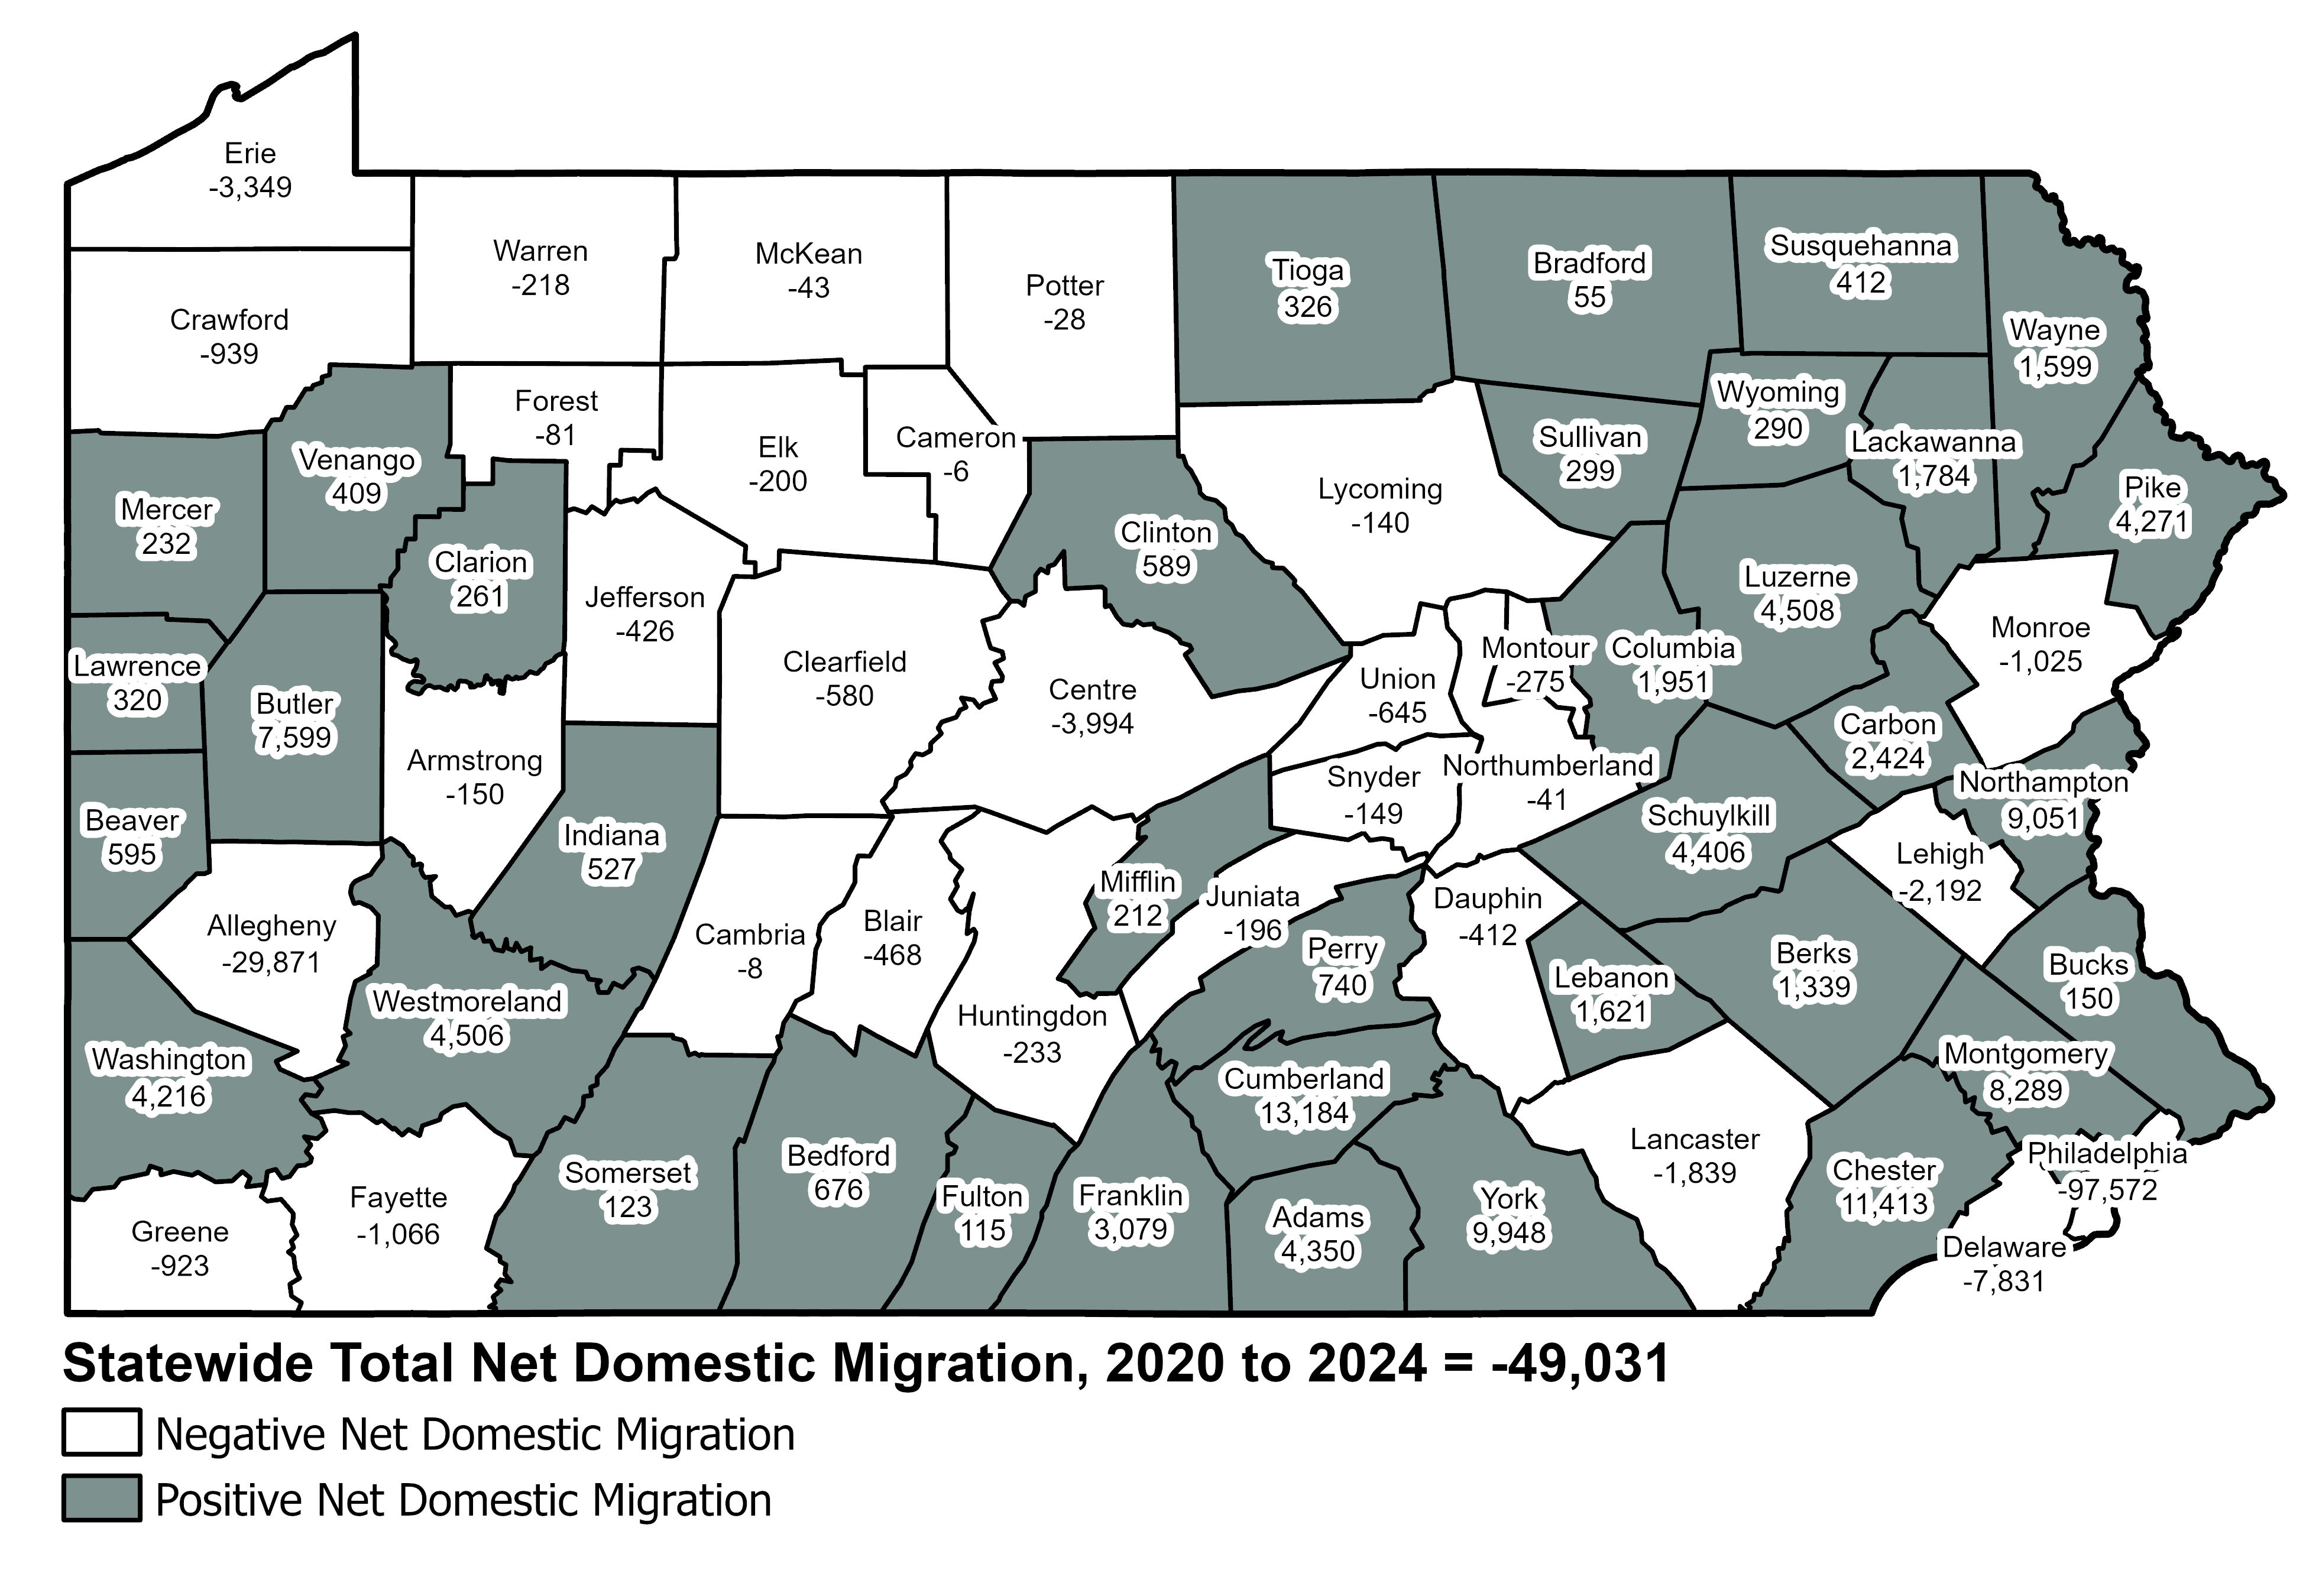 Erie
-3,349
Warren
-218
McKean
-43
Potter
-28
Tioga
326
Bradford
55
Susquehanna
412
Wayne
1,599
Crawford
-939
Forest
-81
Elk
-200
Cameron
-6
Wyoming
290
Lackawanna
1,784
Sullivan
299
Pike
4,271
Venango
409
Mercer
232
Clarion
261
Jefferson
-426
Clinton
589
Lycoming
-140
Luzerne
4,508
Monroe
-1,025
Lawrence
320
Butler
7,599
Armstrong
-150
Clearfield
-580
Centre
-3,994
Union
-645
Montour
-275
Columbia
1,951
Carbon
2,424
Northampton
9,051
Beaver
595
Indiana
527
Snyder
-149
Northumberland
-41
Schuylkill
4,406
Lehigh
-2,192
Allegheny
-29,871
Westmoreland
4,506
Cambria
-8
Blair
-468
Huntingdon
-233
Mifflin
212
Juniata
-196
Perry
740
Dauphin
-412
Lebanon
1,621
Berks
1,339
Bucks
150
Washington
4,216
Cumberland
13,184
Montgomery
8,289
Greene
-923
Fayette
-1,066
Somerset
123
Bedford
676
Fulton
115
Franklin
3,079
Adams
4,350
York
9,948
Lancaster
-1,839
Chester
11,413
Philadelphia
-97,572
Delaware
-7,831
Statewide Total Net Domestic Migration, 2020 to 2024 = -49,031
Negative Net Domestic Migration
Positive Net Domestic Migration